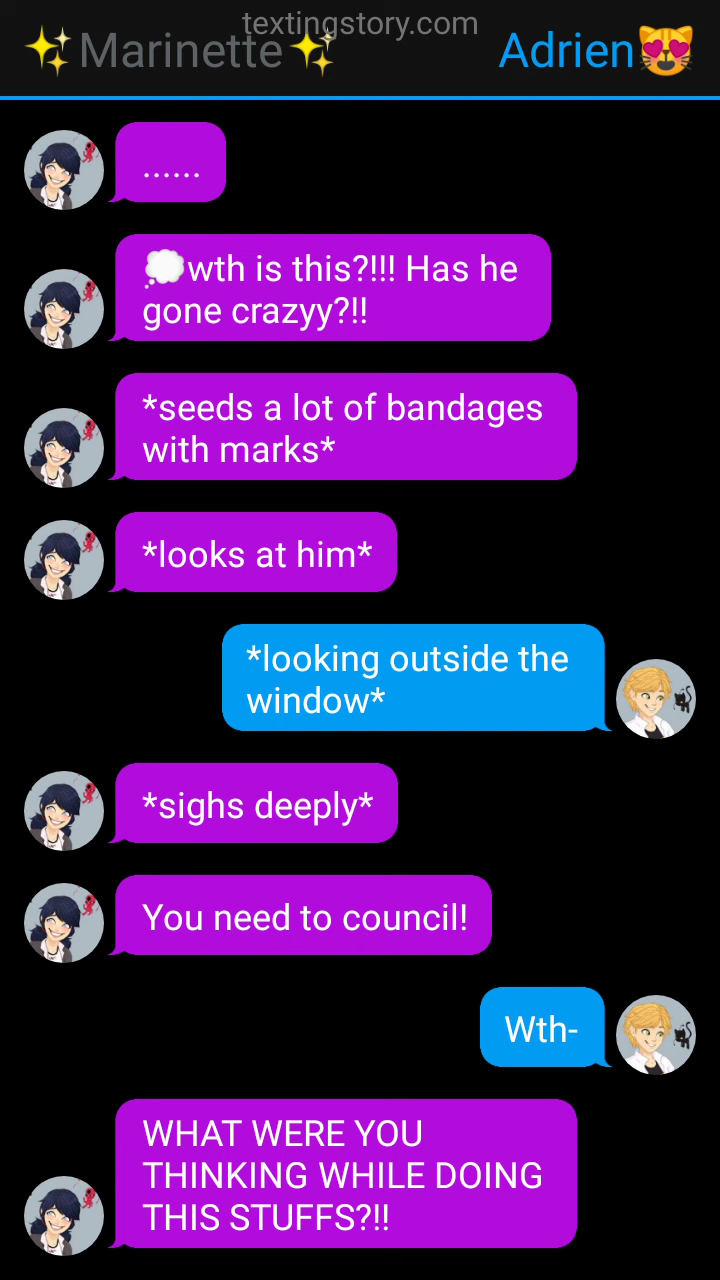 textingstory.com
✨Marinette✨ Adrien😻
......
💭wth is this?!!! Has he
gone crazyy?!!
*seeds a lot of bandages
with marks*
*looks at him*
*looking outside the
window*
*sighs deeply*
You need to council!
Wth-
WHAT WERE YOU
THINKING WHILE DOING
THIS STUFFS?!!